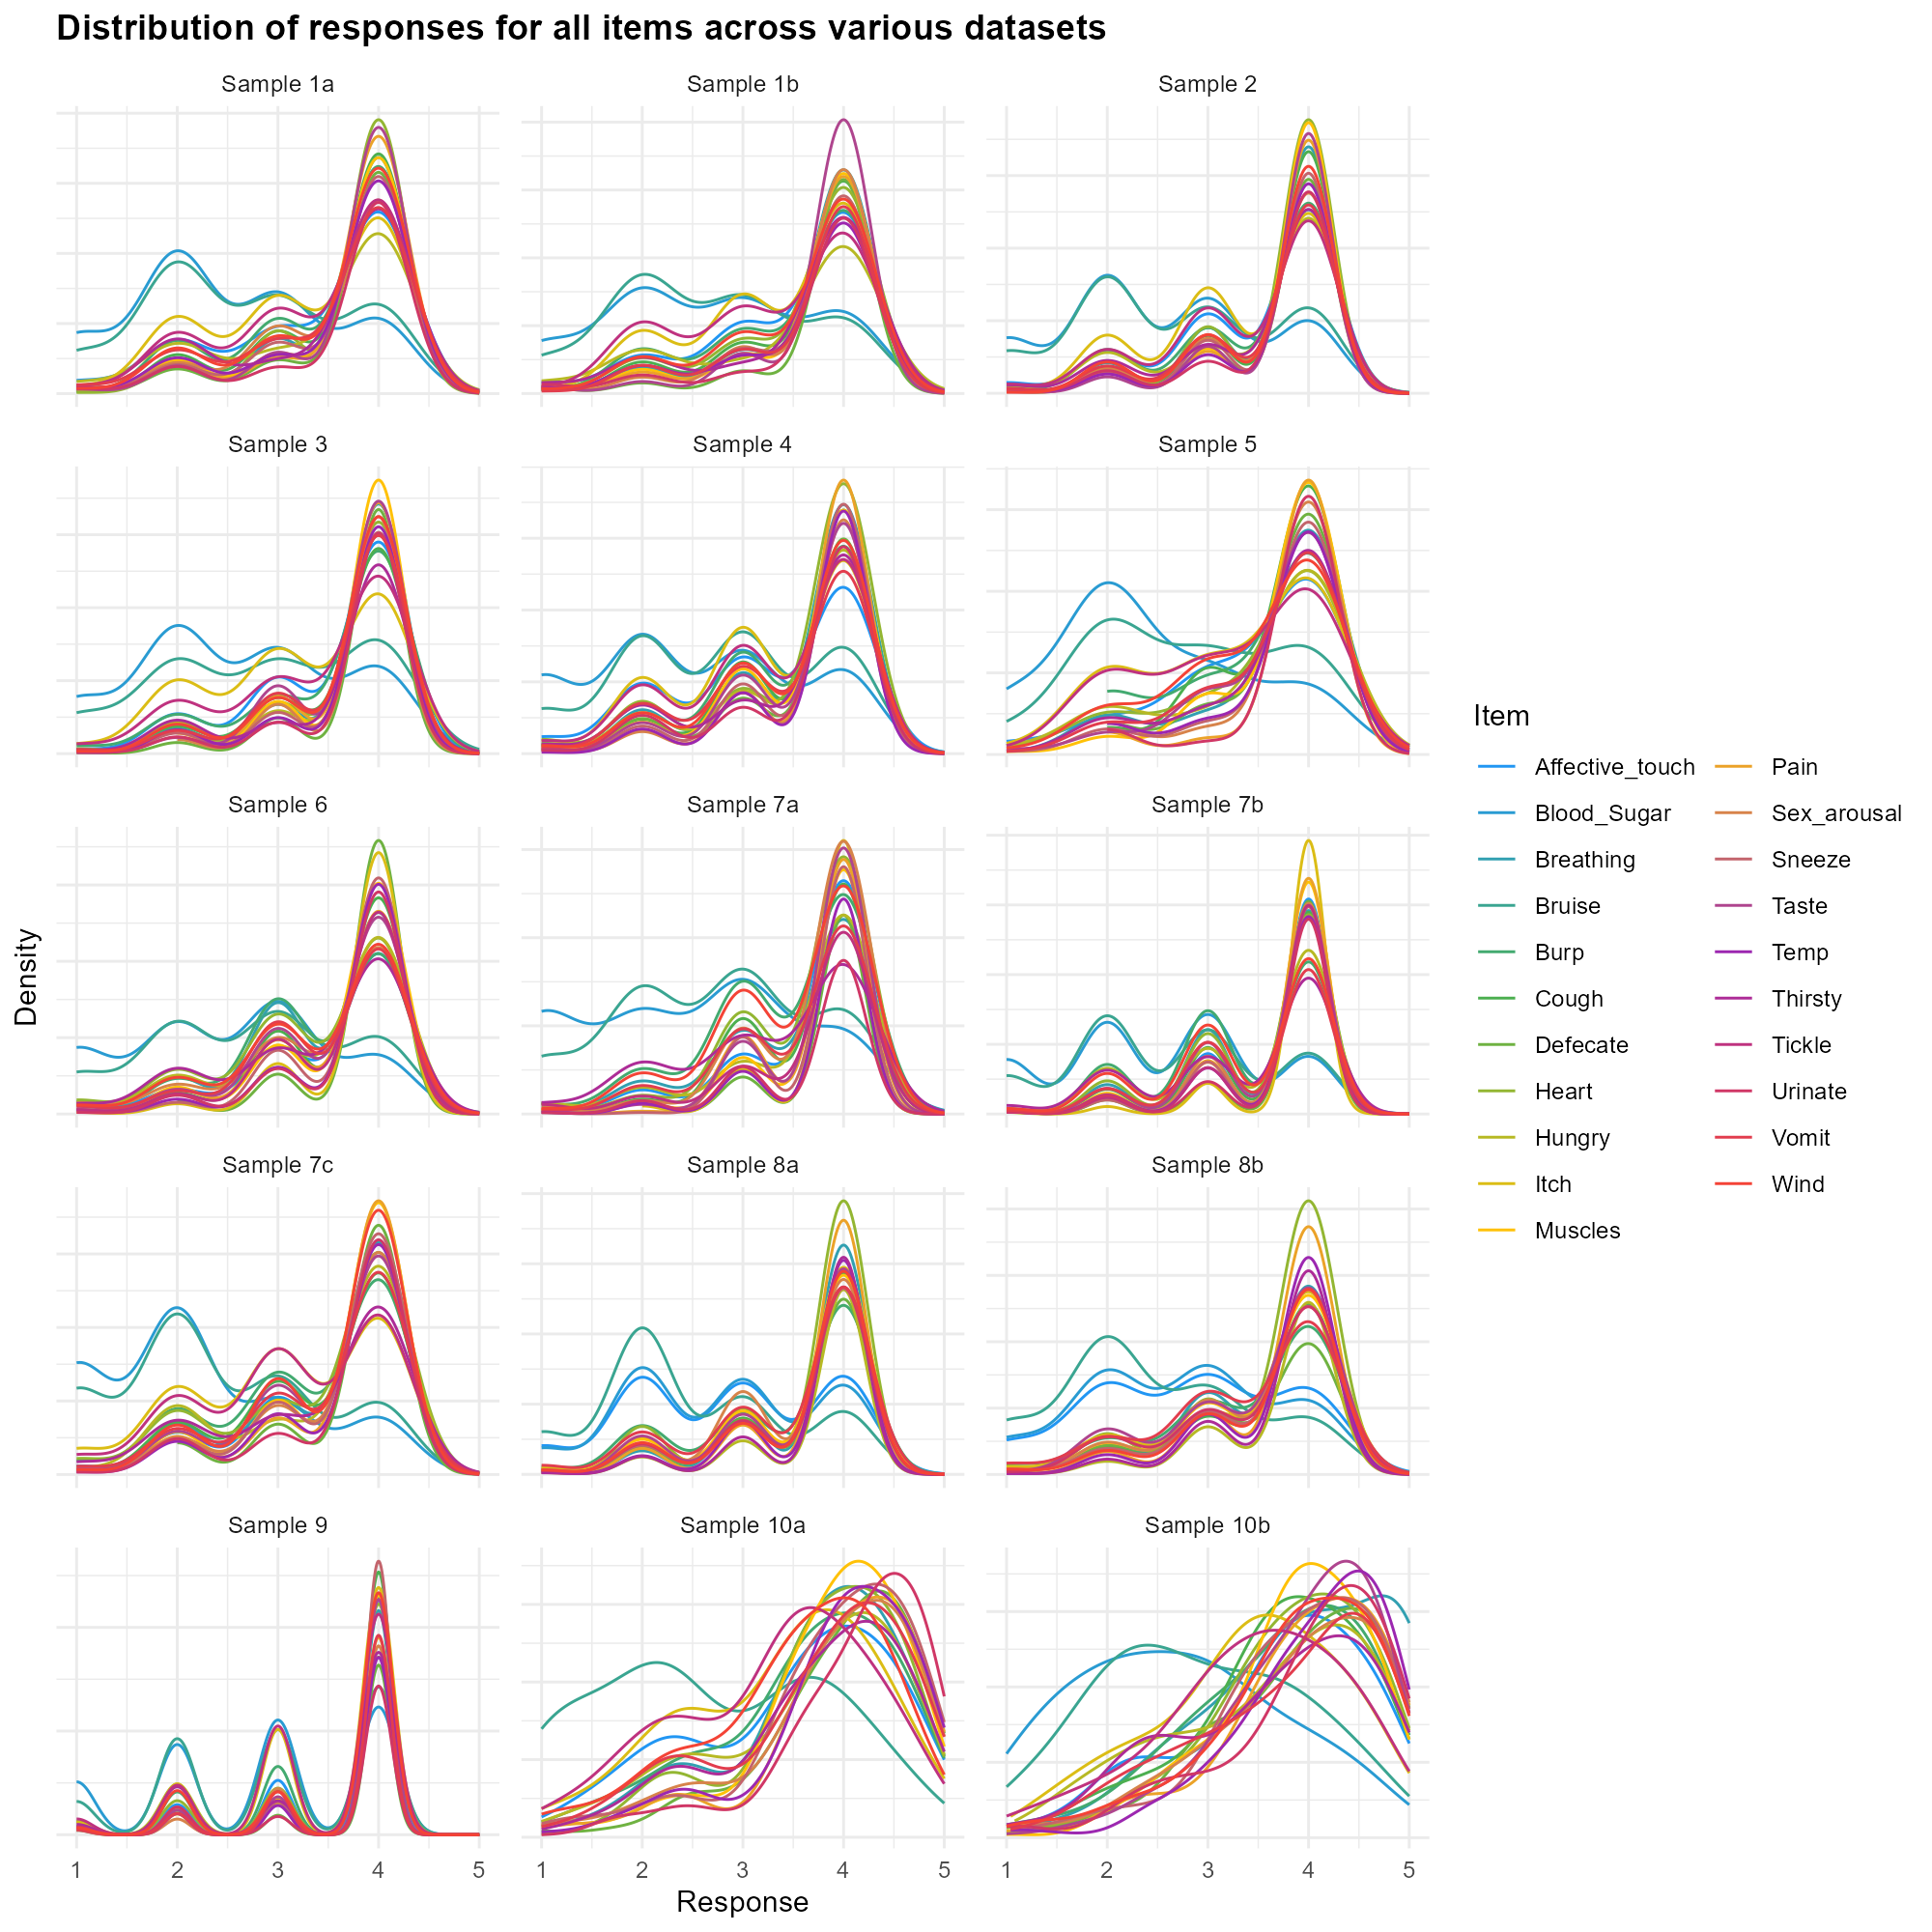 Distribution of responses for all items across various datasets
Sample 1a
Sample 1b
Sample 2
Sample 3
Sample 4
Sample 5
Sample 6
Sample 7a
Sample 7b
Sample 7c
Sample 8a
Sample 8b
Sample 9
Sample 10a
Sample 10b
Density
1 2 3 4 5
1 2 3 4 5
1 2 3 4 5
Response
Item
Affective_touch
Blood_Sugar
Breathing
Bruise
Burp
Cough
Defecate
Heart
Hungry
Itch
Muscles
Pain
Sex_arousal
Sneeze
Taste
Temp
Thirsty
Tickle
Urinate
Vomit
Wind